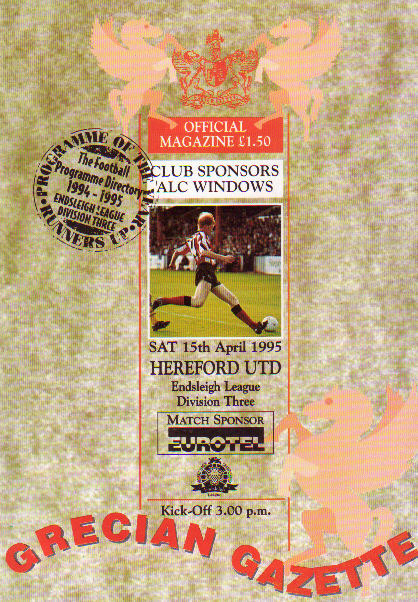 OFFICIAL
MAGAZINE £1.50
PROGRAMME OF THE YEAR
The Football
Programme Directory
1994 - 1995
ENDSLEIGH LEAGUE
DIVISION THREE
RUNNERS UP
CLUB SPONSORS
ALC WINDOWS
SAT 15th April 1995
HEREFORD UTD
Endsleigh League
Division Three
MATCH SPONSOR
EUROTEL
Kick-Off 3.00 p.m.
GRECIAN GAZETTE